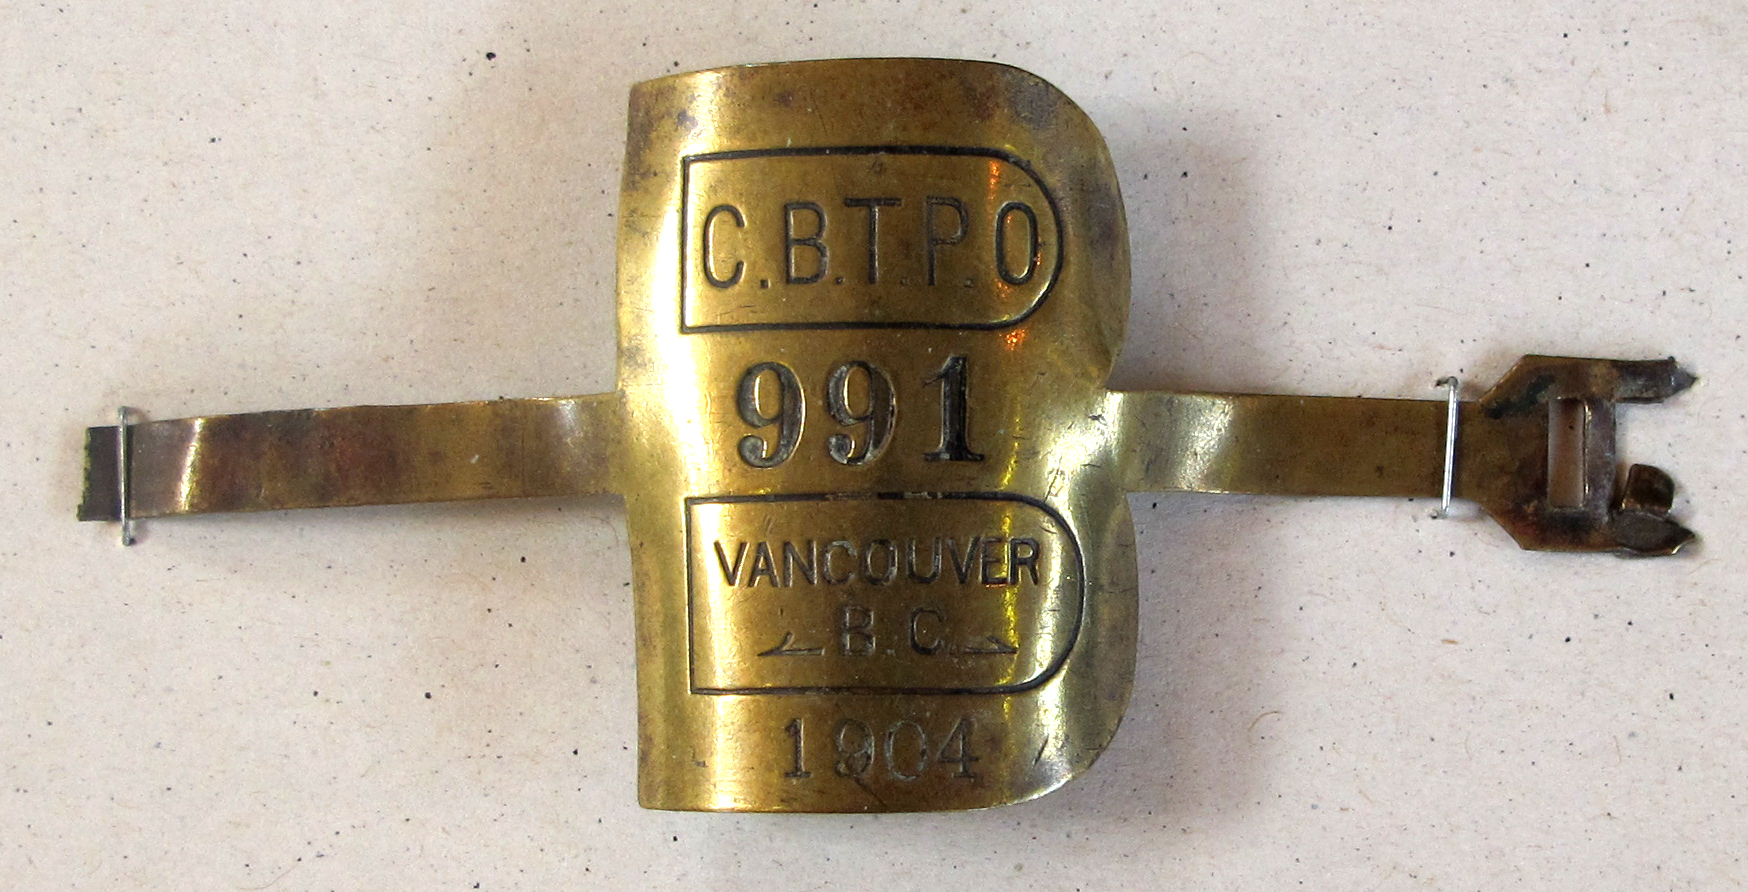 C.B.T.P.O
991
VANCOUVER
B.C.
1904